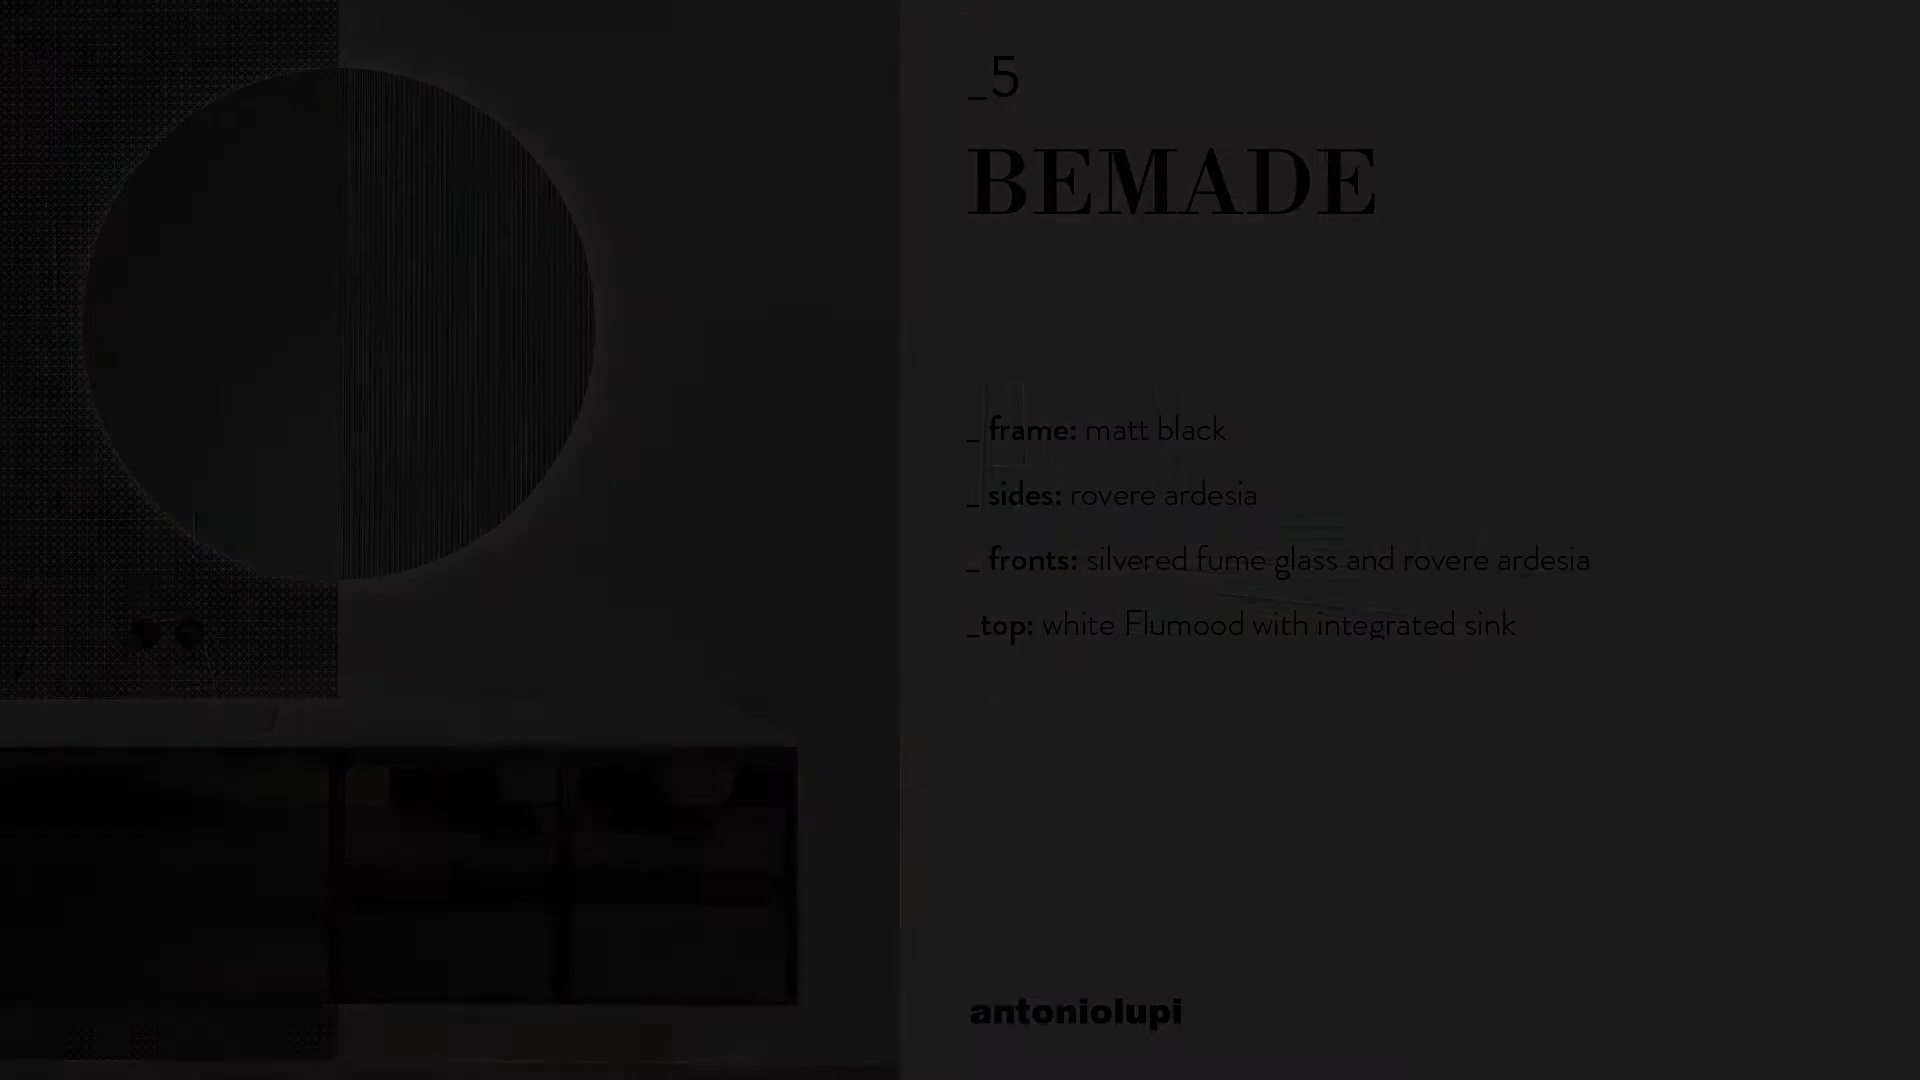 _5
BEMADE
_ frame: matt black
_ sides: rovere ardesia
_ fronts: silvered fume glass and rovere ardesia
_top: white Flumood with integrated sink
antoniolupi